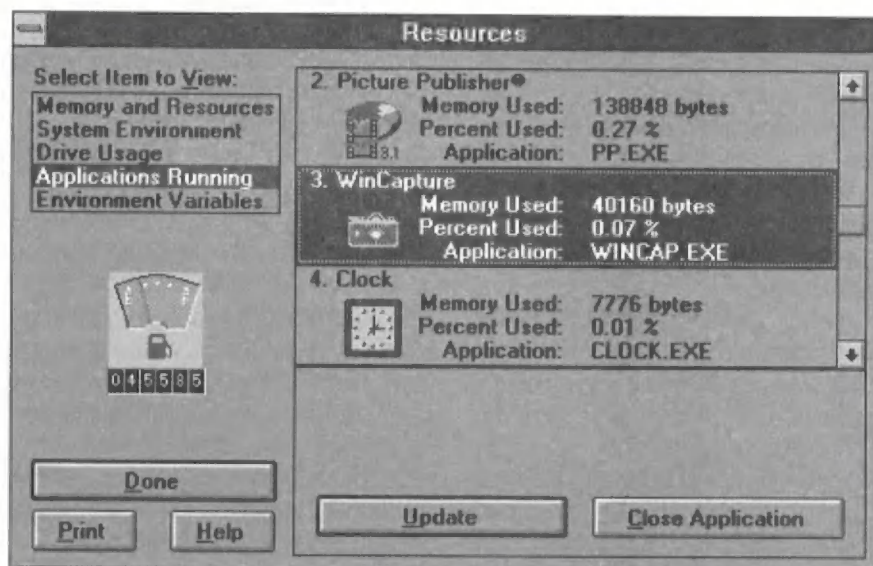 Resources
Select Item to View:
Memory and Resources
System Environment
Drive Usage
Applications Running
Environment Variables
E F
045585
Done
Print Help
2. Picture Publisher®
Memory Used: 138848 bytes
Percent Used: 0.27 %
3.1 Application: PP.EXE
3. WinCapture
Memory Used: 40160 bytes
Percent Used: 0.07 %
Application: WINCAP.EXE
4. Clock
Memory Used: 7776 bytes
Percent Used: 0.01 %
Application: CLOCK.EXE
Update Close Application